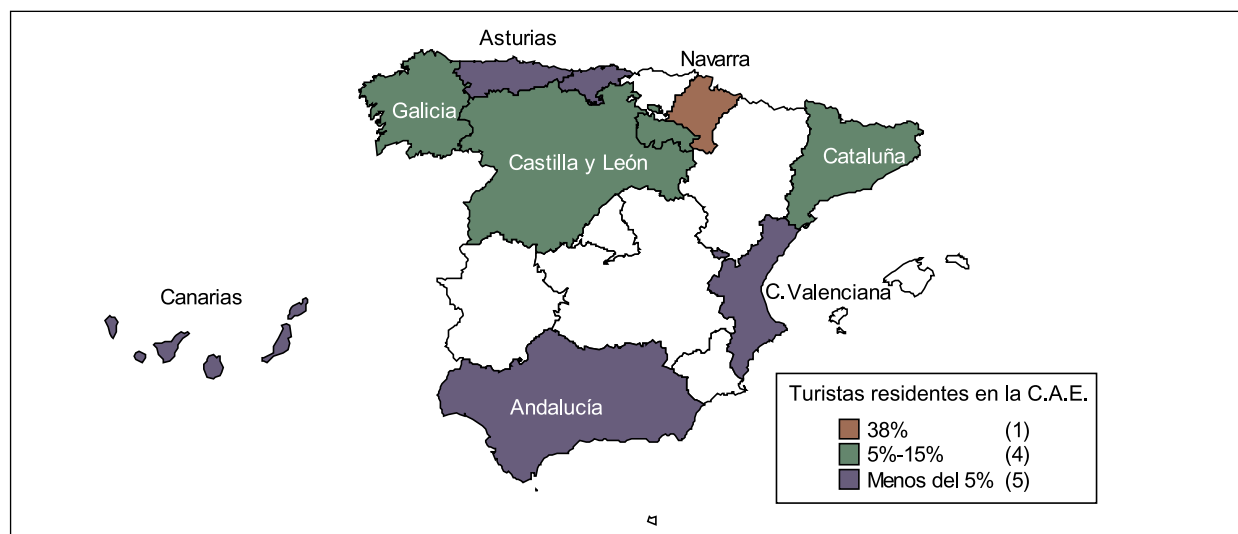 Asturias
Navarra
Galicia
Castilla y León
Cataluña
Canarias
C. Valenciana
Andalucía
Turistas residentes en la C.A.E.
38% (1)
5%-15% (4)
Menos del 5% (5)